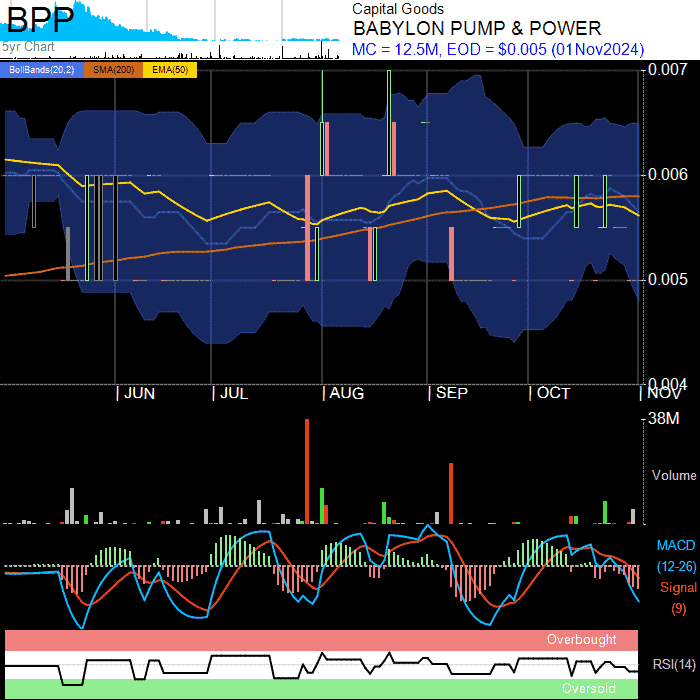 BPP
5yr Chart
Capital Goods
BABYLON PUMP & POWER
MC = 12.5M, EOD = $0.005 (01Nov2024)
BollBands(20,2) SMA(200) EMA(50)
0.007
0.006
0.005
0.004
JUN JUL AUG SEP OCT NOV
38M
Volume
MACD
(12-26)
Signal
(9)
Overbought
RSI(14)
Oversold